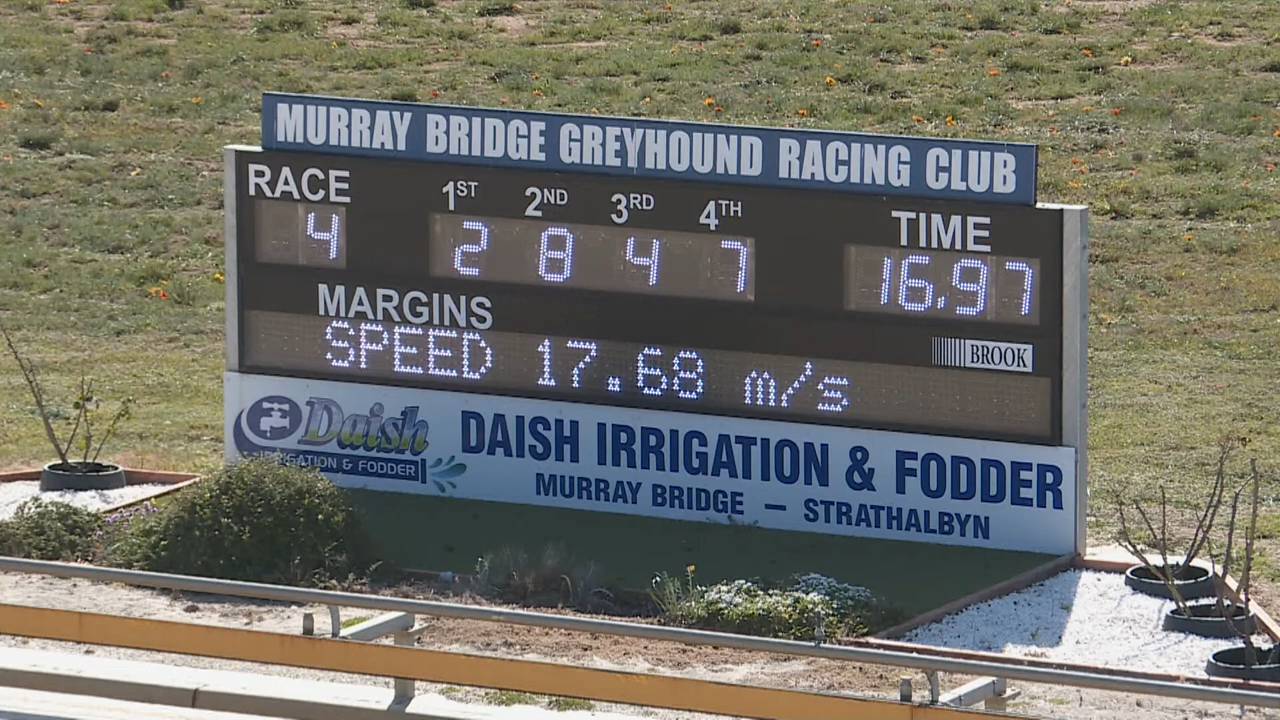 MURRAY BRIDGE GREYHOUND RACING CLUB
RACE 1ST 2ND 3RD 4TH TIME
4 2 8 4 7 16.97
MARGINS
SPEED 17.68 m/s
BROOK
Daish
IRRIGATION & FODDER
DAISH IRRIGATION & FODDER
MURRAY BRIDGE – STRATHALBYN